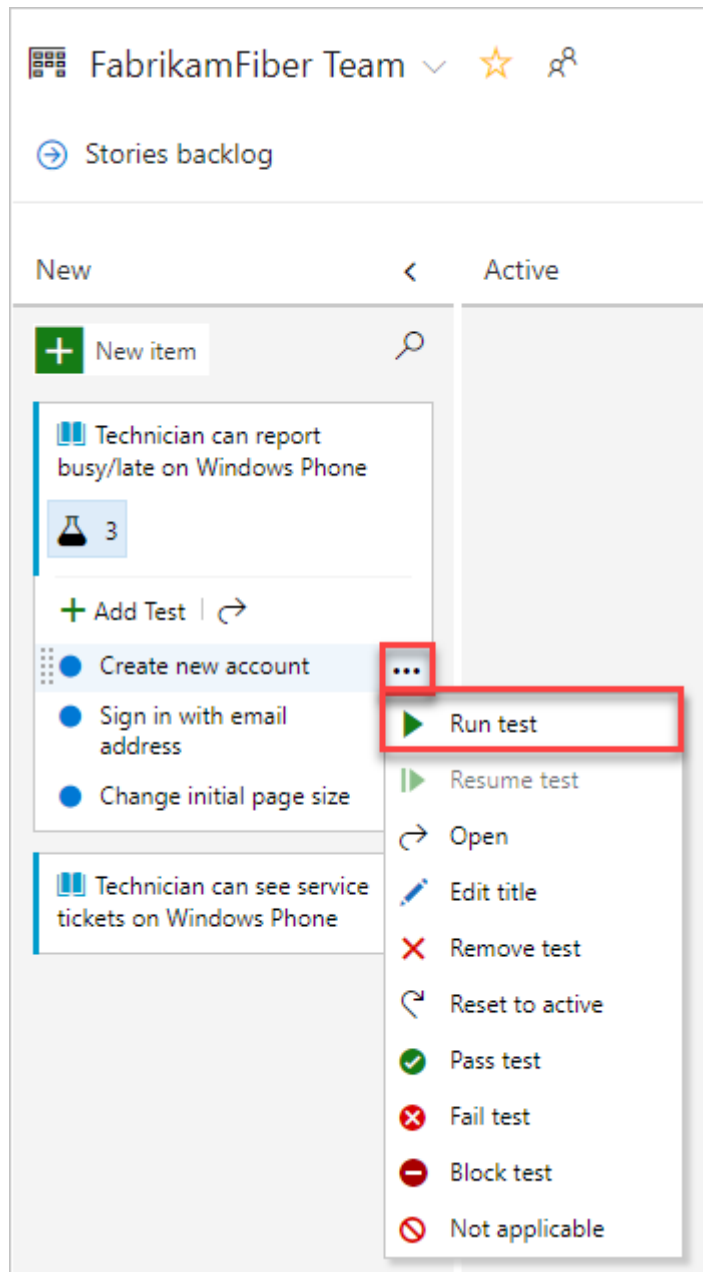 FabrikamFiber Team
Stories backlog
New
Active
New item
Technician can report
busy/late on Windows Phone
3
Add Test
Create new account
Sign in with email
address
Change initial page size
Technician can see service
tickets on Windows Phone
Run test
Resume test
Open
Edit title
Remove test
Reset to active
Pass test
Fail test
Block test
Not applicable